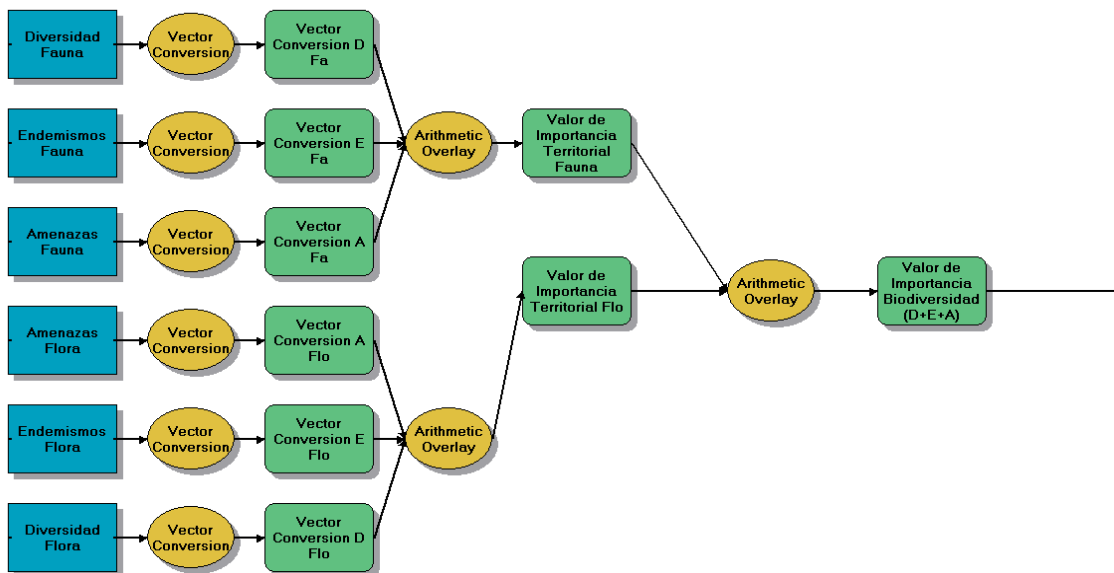 Diversidad
Fauna
Vector
Conversion
Vector
Conversion D
Fa
Endemismos
Fauna
Vector
Conversion
Vector
Conversion E
Fa
Arithmetic
Overlay
Valor de
Importancia
Territorial
Fauna
Amenazas
Fauna
Vector
Conversion
Vector
Conversion A
Fa
Valor de
Importancia
Territorial Flo
Arithmetic
Overlay
Valor de
Importancia
Biodiversidad
(D+E+A)
Amenazas
Flora
Vector
Conversion
Vector
Conversion A
Flo
Endemismos
Flora
Vector
Conversion
Vector
Conversion E
Flo
Arithmetic
Overlay
Diversidad
Flora
Vector
Conversion
Vector
Conversion D
Flo